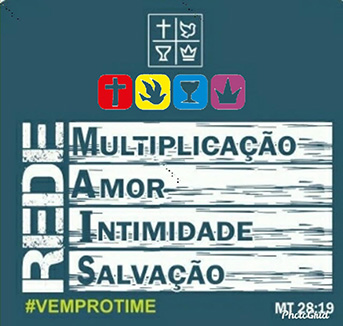 REDE
MULTIPLICAÇÃO
AMOR
INTIMIDADE
SALVAÇÃO
#VEMPROTIME
MT 28:19
PhotoGrid